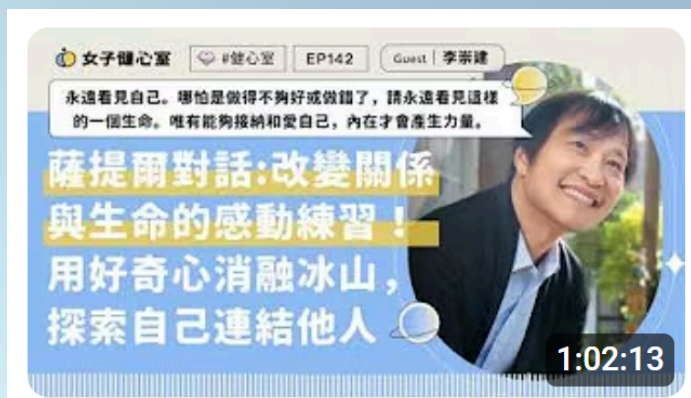 女子健心室 #健心室 EP142 Guest | 李崇建
永遠看見自己。哪怕是做得不夠好或做錯了，請永遠看見這樣
的一個生命。唯有能夠接納和愛自己，內在才會產生力量。
薩提爾對話:改變關係
與生命的感動練習！
用好奇心消融冰山，
探索自己連結他人
1:02:13